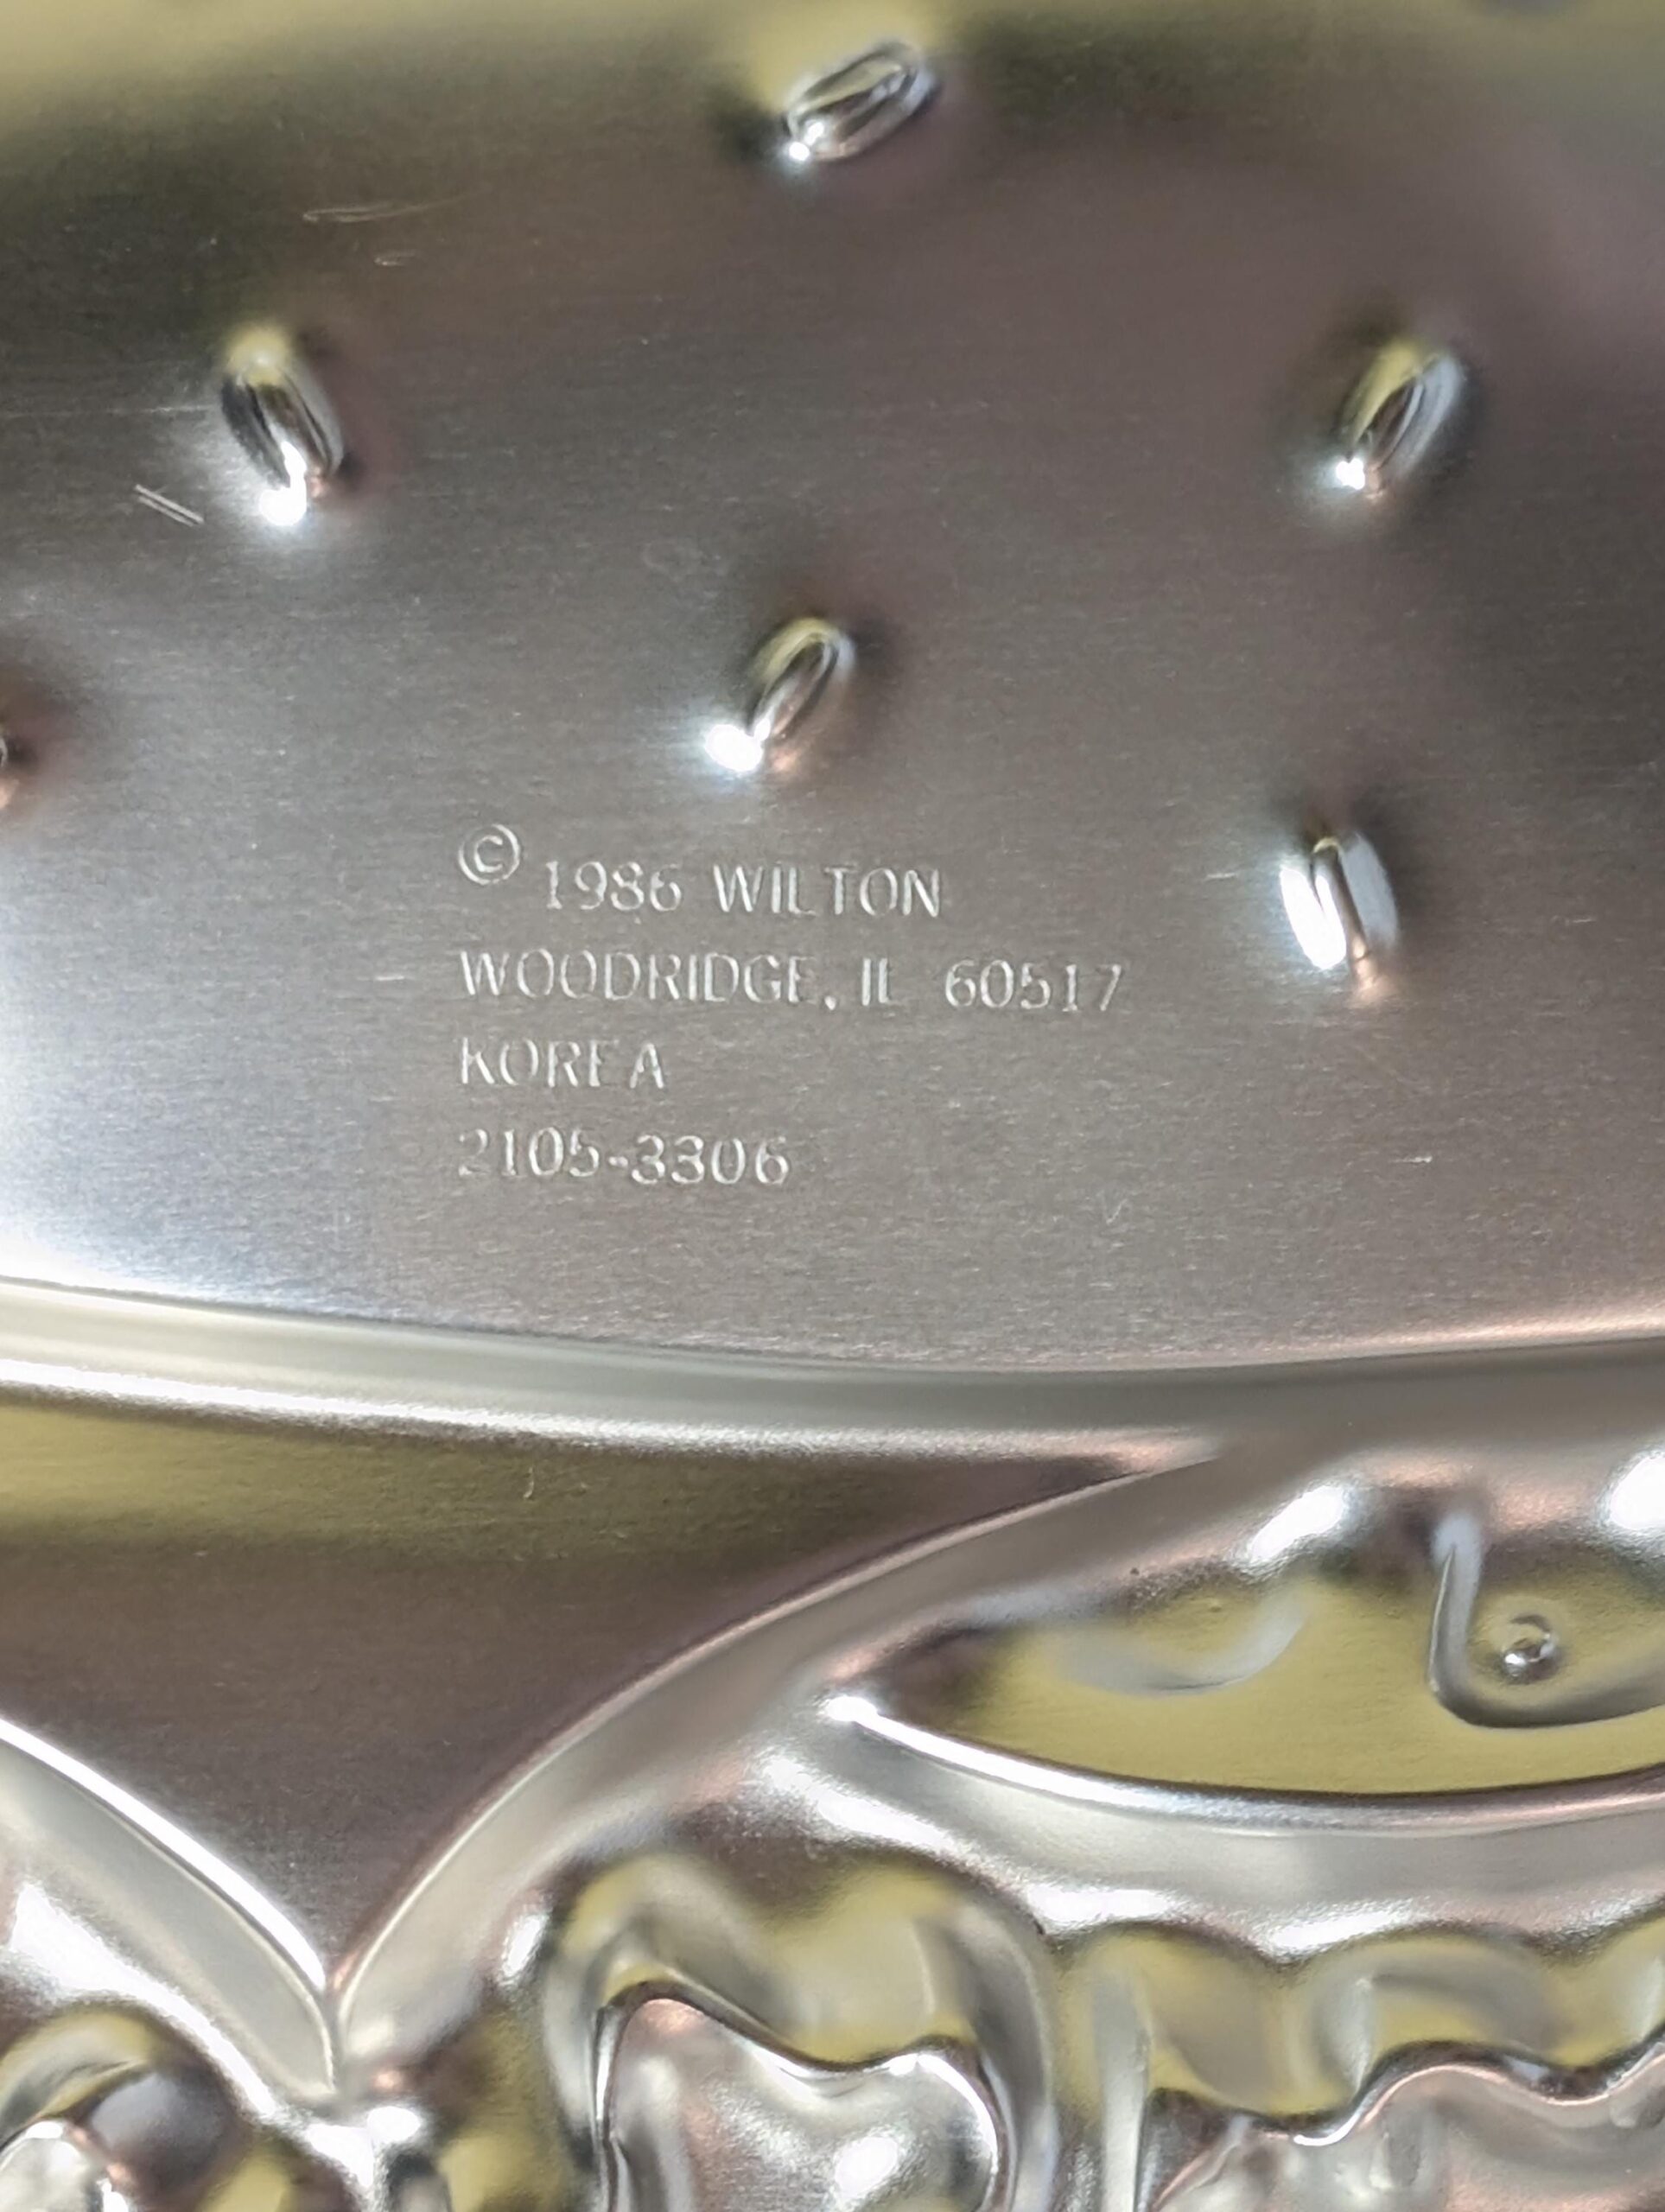 © 1986 WILTON
WOODRIDGE, IL 60517
KOREA
2105-3306